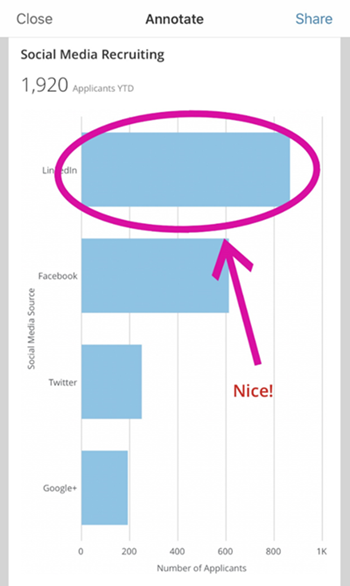 Close Annotate Share
Social Media Recruiting
1,920 Applicants YTD
LinkedIn
Facebook
Social Media Source
Twitter
Nice!
Google+
0 200 400 600 800 1K
Number of Applicants